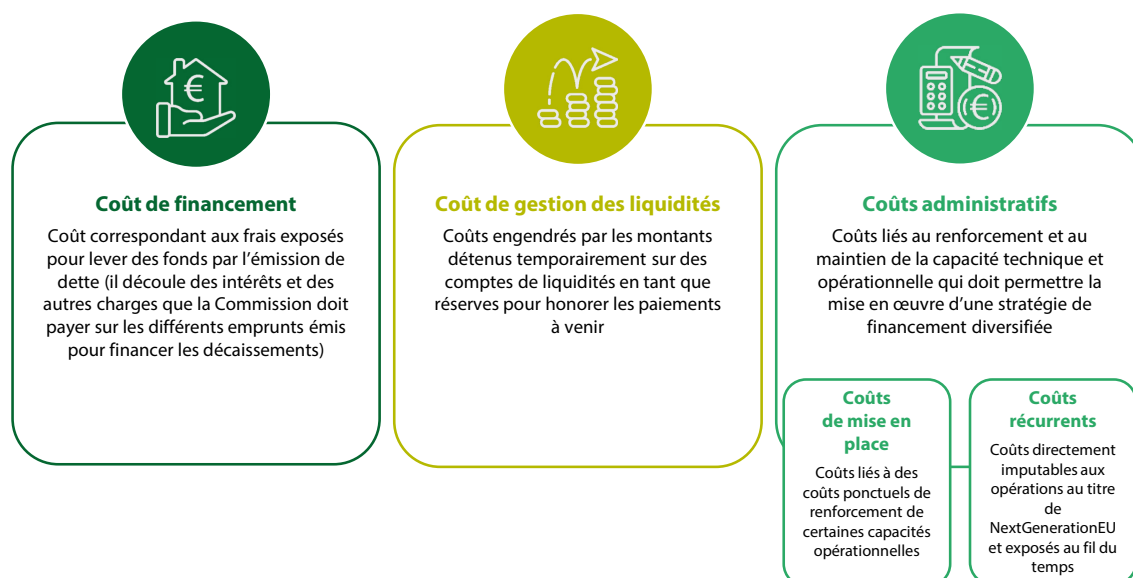 Coût de financement
Coût correspondant aux frais exposés
pour lever des fonds par l’émission de
dette (il découle des intérêts et des
autres charges que la Commission doit
payer sur les différents emprunts émis
pour financer les décaissements)
Coût de gestion des liquidités
Coûts engendrés par les montants
détenus temporairement sur des
comptes de liquidités en tant que
réserves pour honorer les paiements
à venir
Coûts administratifs
Coûts liés au renforcement et au
maintien de la capacité technique et
opérationnelle qui doit permettre la
mise en œuvre d’une stratégie de
financement diversifiée
Coûts
de mise en
place
Coûts liés à des
coûts ponctuels de
renforcement de
certaines capacités
opérationnelles
Coûts
récurrents
Coûts directement
imputables aux
opérations au titre
de
NextGenerationEU
et exposés au fil du
temps